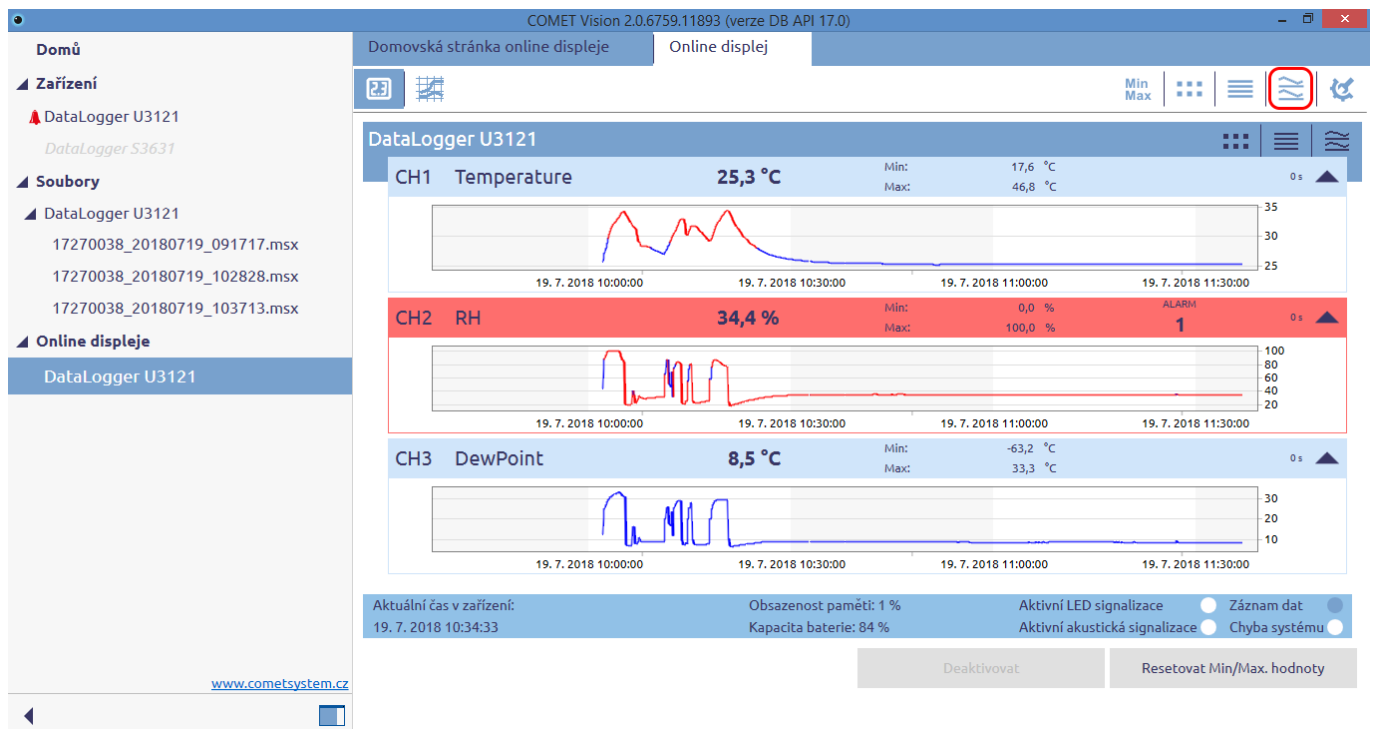 COMET Vision 2.0.6759.11893 (verze DB API 17.0)
Domů
Zařízení
DataLogger U3121
DataLogger S3631
Soubory
DataLogger U3121
17270038_20180719_091717.msx
17270038_20180719_102828.msx
17270038_20180719_103713.msx
Online displeje
DataLogger U3121
www.cometsystem.cz
Domovská stránka online displeje
Online displej
2.3
Min
Max
DataLogger U3121
CH1 Temperature 25,3 °C Min: 17,6 °C 0 s
Max: 46,8 °C
35
30
25
19. 7. 2018 10:00:00 19. 7. 2018 10:30:00 19. 7. 2018 11:00:00 19. 7. 2018 11:30:00
CH2 RH 34,4 % Min: 0,0 % ALARM 0 s
Max: 100,0 % 1
100
80
60
40
20
19. 7. 2018 10:00:00 19. 7. 2018 10:30:00 19. 7. 2018 11:00:00 19. 7. 2018 11:30:00
CH3 DewPoint 8,5 °C Min: -63,2 °C 0 s
Max: 33,3 °C
30
20
10
19. 7. 2018 10:00:00 19. 7. 2018 10:30:00 19. 7. 2018 11:00:00 19. 7. 2018 11:30:00
Aktuální čas v zařízení: Obsazenost paměti: 1 % Aktivní LED signalizace Záznam dat
19. 7. 2018 10:34:33 Kapacita baterie: 84 % Aktivní akustická signalizace Chyba systému
Deaktivovat Resetovat Min/Max. hodnoty